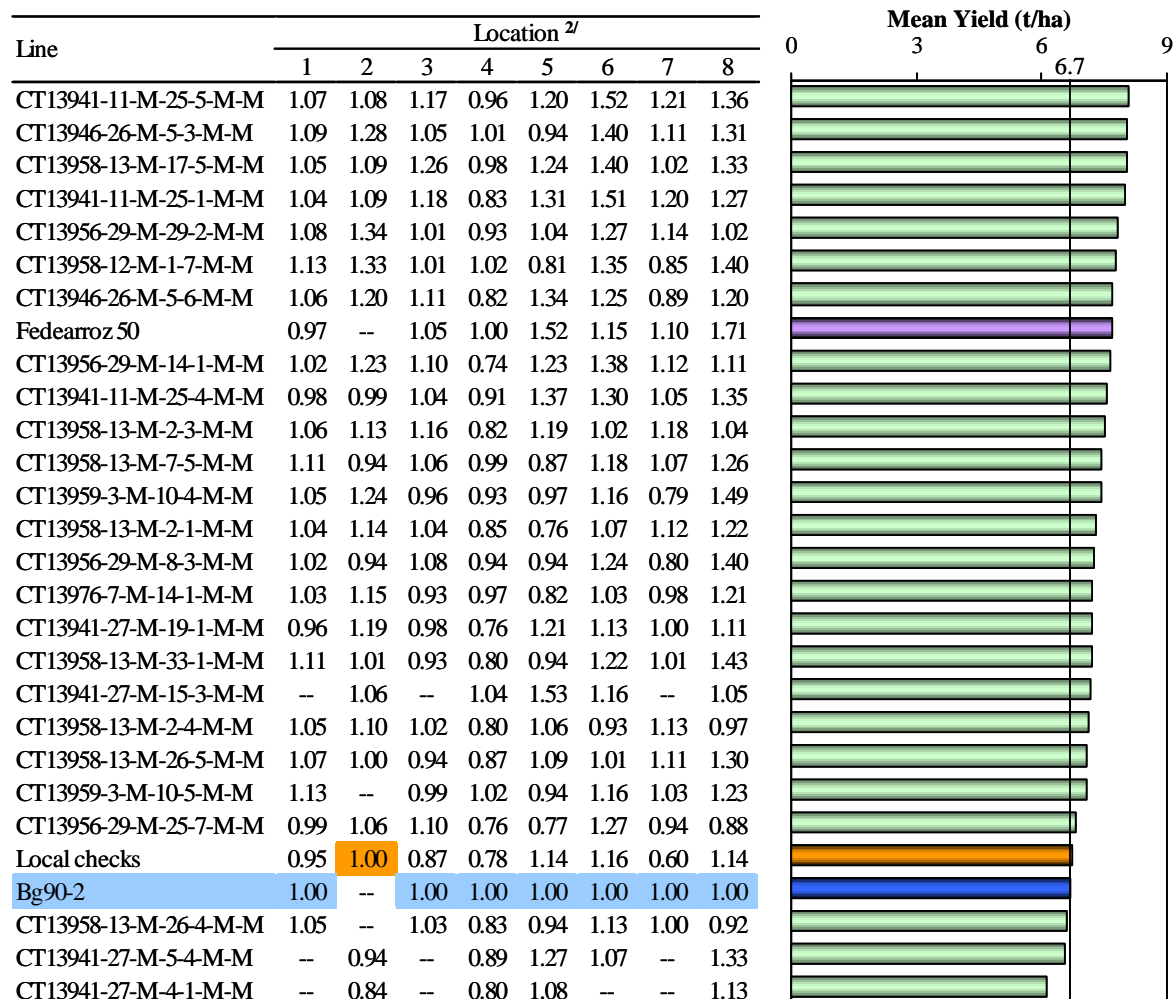 Mean Yield (t/ha)
Line Location 2/
0 3 6 9
1 2 3 4 5 6 7 8
6.7
CT13941-11-M-25-5-M-M 1.07 1.08 1.17 0.96 1.20 1.52 1.21 1.36
CT13946-26-M-5-3-M-M 1.09 1.28 1.05 1.01 0.94 1.40 1.11 1.31
CT13958-13-M-17-5-M-M 1.05 1.09 1.26 0.98 1.24 1.40 1.02 1.33
CT13941-11-M-25-1-M-M 1.04 1.09 1.18 0.83 1.31 1.51 1.20 1.27
CT13956-29-M-29-2-M-M 1.08 1.34 1.01 0.93 1.04 1.27 1.14 1.02
CT13958-12-M-1-7-M-M 1.13 1.33 1.01 1.02 0.81 1.35 0.85 1.40
CT13946-26-M-5-6-M-M 1.06 1.20 1.11 0.82 1.34 1.25 0.89 1.20
Fedearroz 50 0.97 -- 1.05 1.00 1.52 1.15 1.10 1.71
CT13956-29-M-14-1-M-M 1.02 1.23 1.10 0.74 1.23 1.38 1.12 1.11
CT13941-11-M-25-4-M-M 0.98 0.99 1.04 0.91 1.37 1.30 1.05 1.35
CT13958-13-M-2-3-M-M 1.06 1.13 1.16 0.82 1.19 1.02 1.18 1.04
CT13958-13-M-7-5-M-M 1.11 0.94 1.06 0.99 0.87 1.18 1.07 1.26
CT13959-3-M-10-4-M-M 1.05 1.24 0.96 0.93 0.97 1.16 0.79 1.49
CT13958-13-M-2-1-M-M 1.04 1.14 1.04 0.85 0.76 1.07 1.12 1.22
CT13956-29-M-8-3-M-M 1.02 0.94 1.08 0.94 0.94 1.24 0.80 1.40
CT13976-7-M-14-1-M-M 1.03 1.15 0.93 0.97 0.82 1.03 0.98 1.21
CT13941-27-M-19-1-M-M 0.96 1.19 0.98 0.76 1.21 1.13 1.00 1.11
CT13958-13-M-33-1-M-M 1.11 1.01 0.93 0.80 0.94 1.22 1.01 1.43
CT13941-27-M-15-3-M-M -- 1.06 -- 1.04 1.53 1.16 -- 1.05
CT13958-13-M-2-4-M-M 1.05 1.10 1.02 0.80 1.06 0.93 1.13 0.97
CT13958-13-M-26-5-M-M 1.07 1.00 0.94 0.87 1.09 1.01 1.11 1.30
CT13959-3-M-10-5-M-M 1.13 -- 0.99 1.02 0.94 1.16 1.03 1.23
CT13956-29-M-25-7-M-M 0.99 1.06 1.10 0.76 0.77 1.27 0.94 0.88
Local checks 0.95 1.00 0.87 0.78 1.14 1.16 0.60 1.14
Bg90-2 1.00 -- 1.00 1.00 1.00 1.00 1.00 1.00
CT13958-13-M-26-4-M-M 1.05 -- 1.03 0.83 0.94 1.13 1.00 0.92
CT13941-27-M-5-4-M-M -- 0.94 -- 0.89 1.27 1.07 -- 1.33
CT13941-27-M-4-1-M-M -- 0.84 -- 0.80 1.08 -- -- 1.13